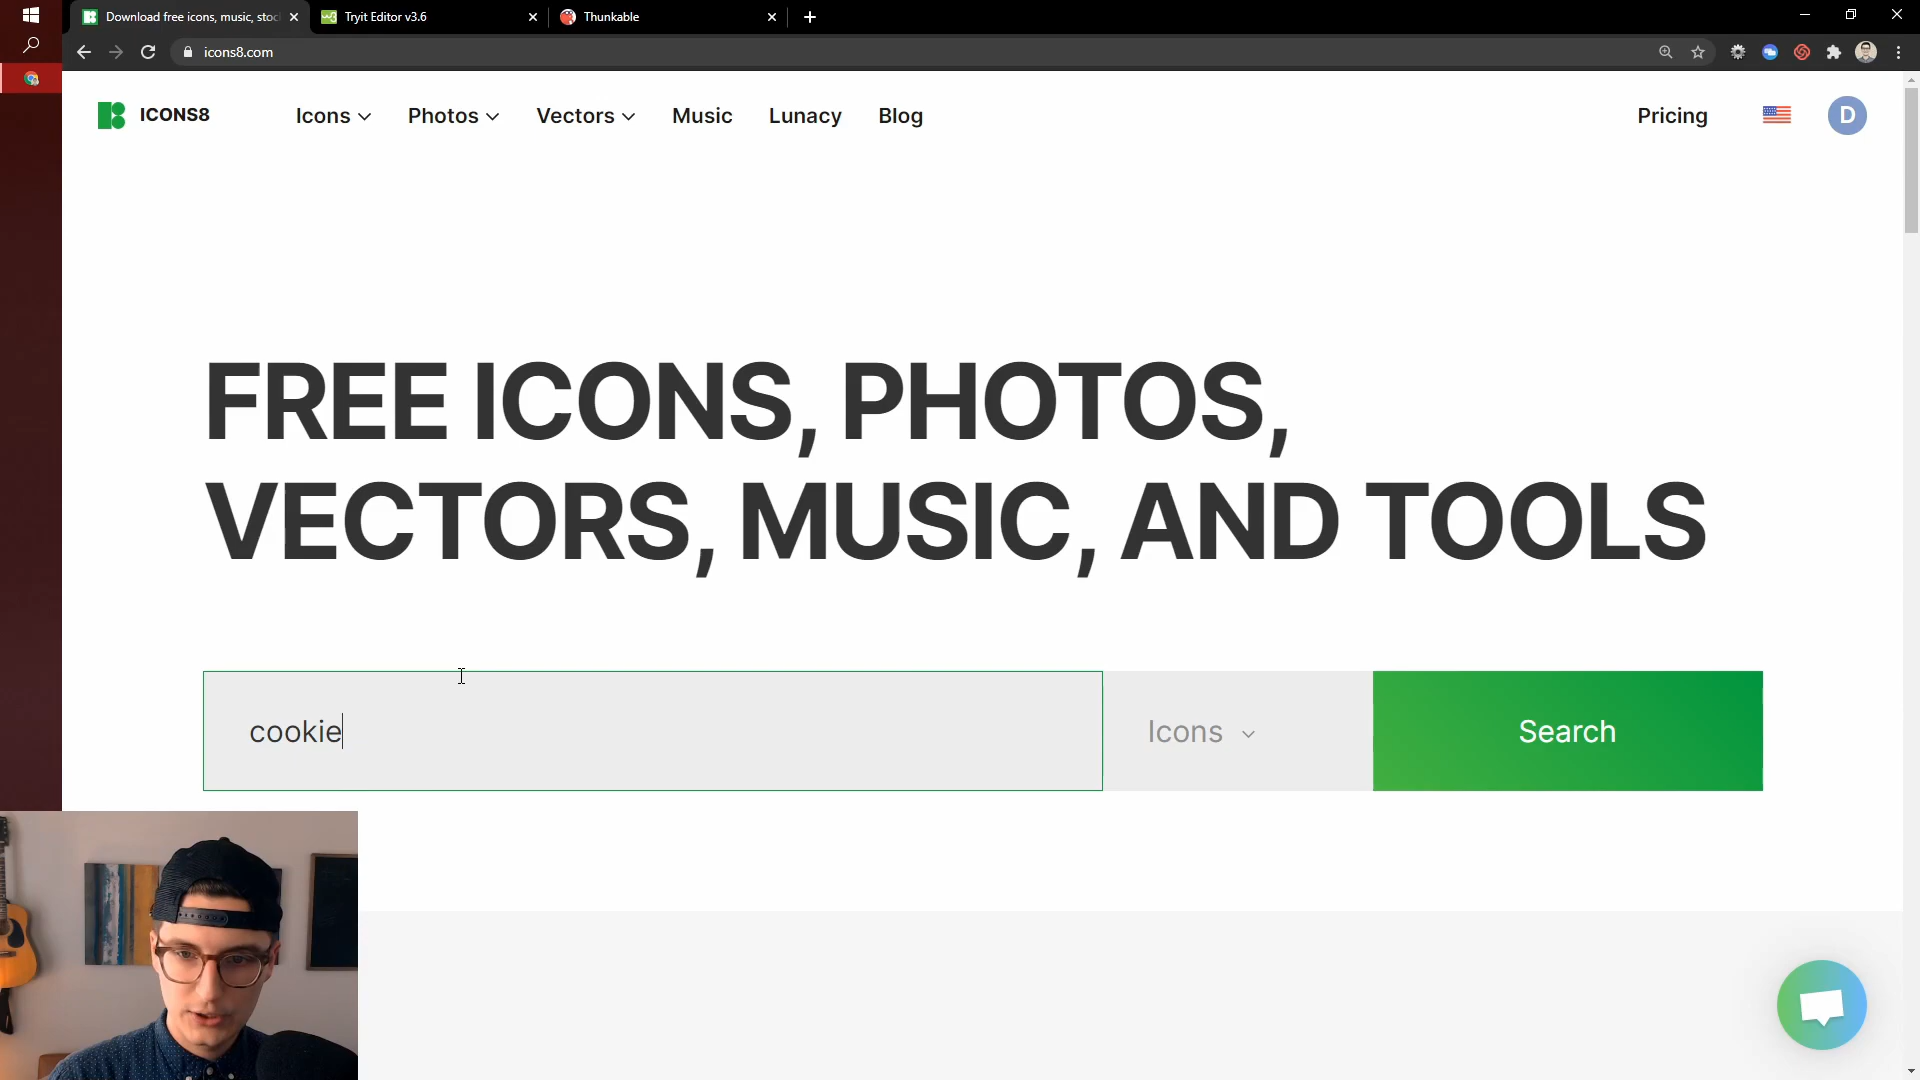 Download free icons, music, stoc
Tryit Editor v3.6
Thunkable
icons8.com
ICONS8
Icons
Photos
Vectors
Music
Lunacy
Blog
Pricing
D
FREE ICONS, PHOTOS,
VECTORS, MUSIC, AND TOOLS
cookie
Icons
Search